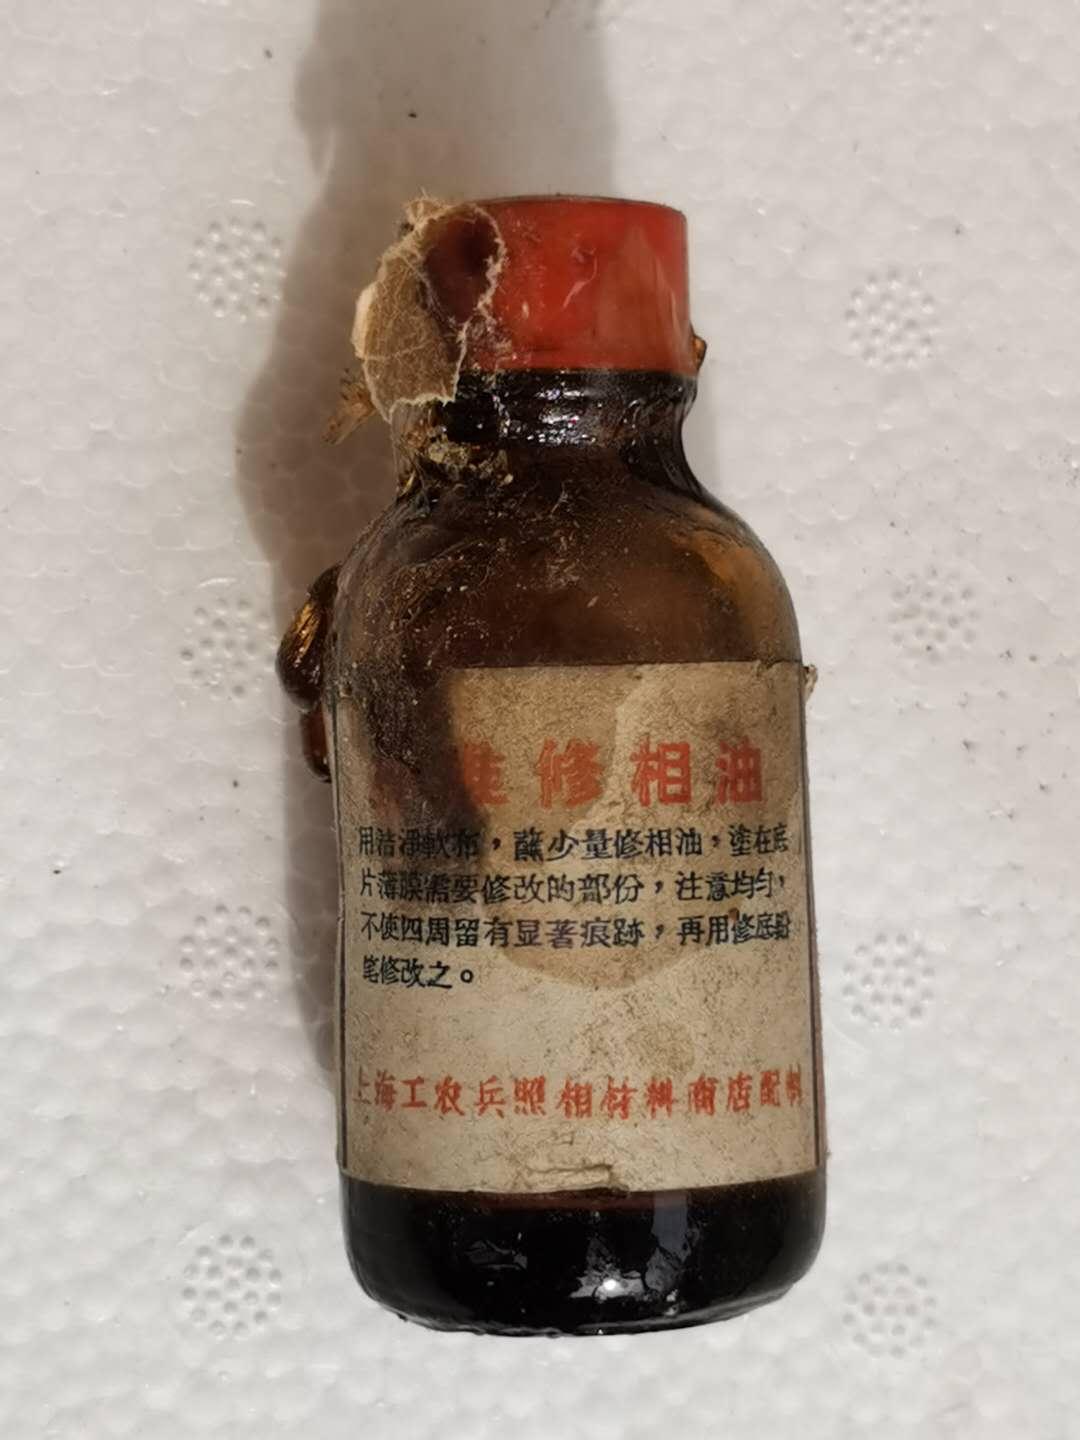 准修相油
用洁淨軟布，蘸少量修相油，塗在底
片薄膜需要修改的部份，注意均匀，
不使四周留有显著痕跡，再用修底鉛
笔修改之。
上海工农兵照相材料商店配制